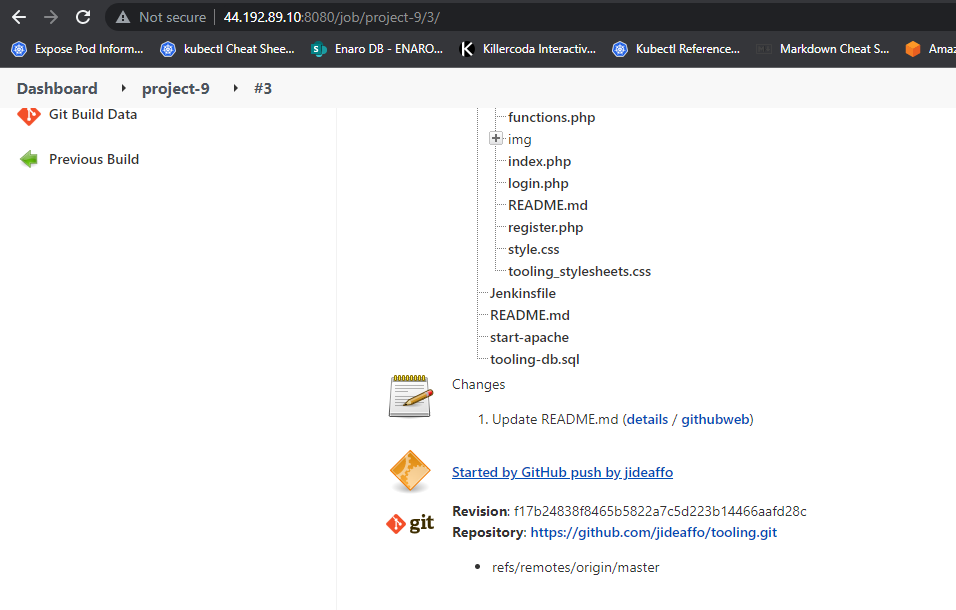 Not secure | 44.192.89.10:8080/job/project-9/3/
Expose Pod Inform... kubectl Cheat Shee... Enaro DB - ENARO... Killercoda Interactiv... Kubectl Reference... Markdown Cheat S... Amaz
Dashboard project-9 #3
Git Build Data
Previous Build
functions.php
img
index.php
login.php
README.md
register.php
style.css
tooling_stylesheets.css
Jenkinsfile
README.md
start-apache
tooling-db.sql
Changes
1. Update README.md (details / githubweb)
Started by GitHub push by jideaffo
git
Revision: f17b24838f8465b5822a7c5d223b14466aafd28c
Repository: https://github.com/jideaffo/tooling.git
• refs/remotes/origin/master